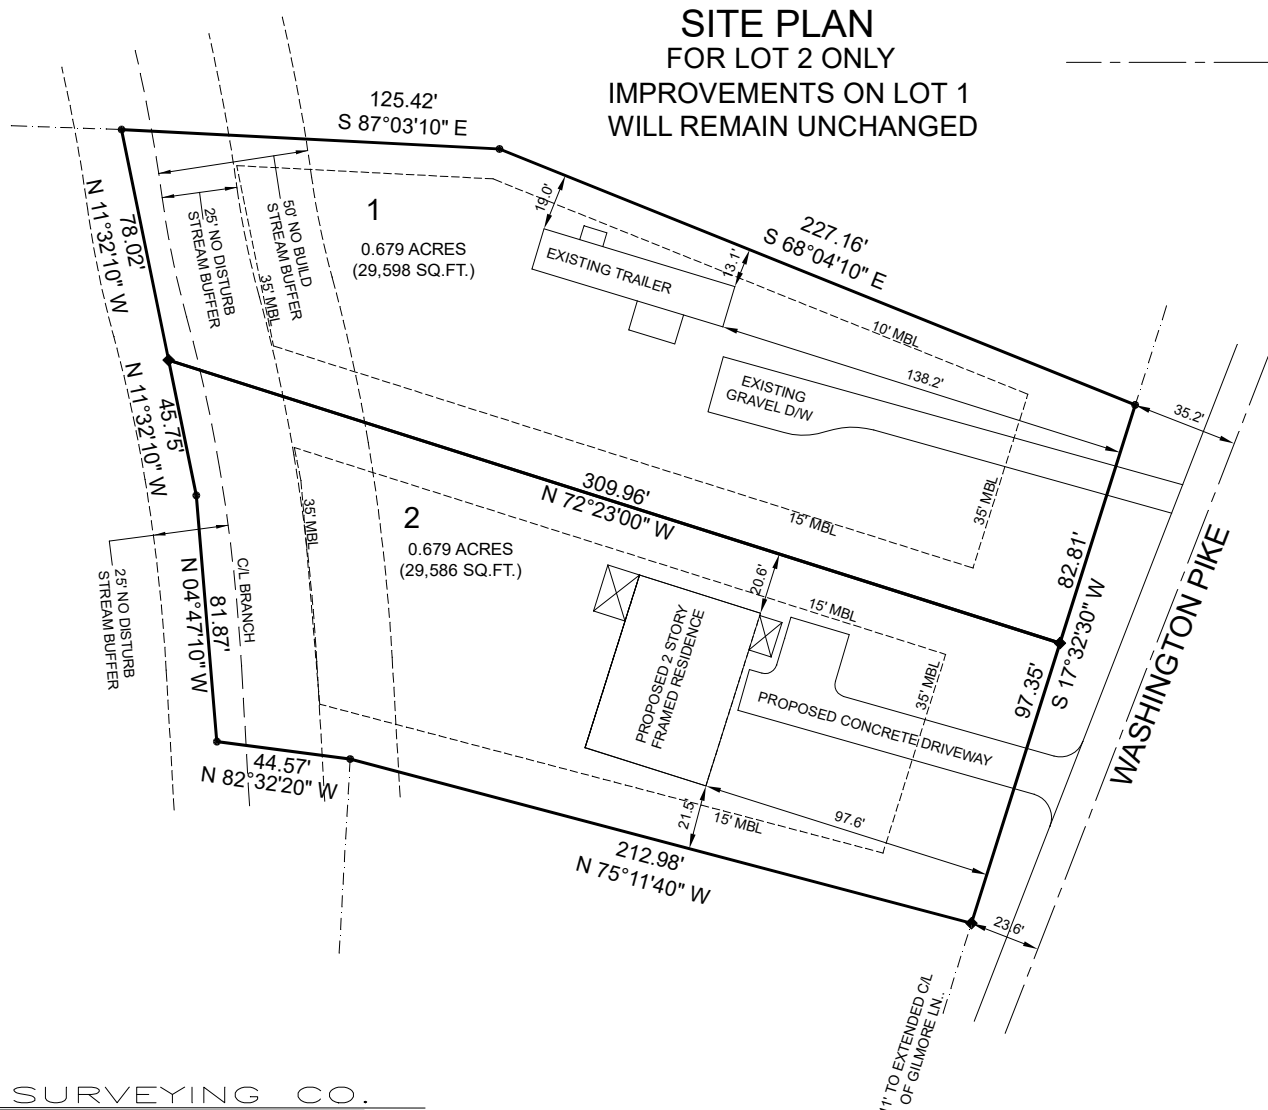 SITE PLAN
FOR LOT 2 ONLY
IMPROVEMENTS ON LOT 1
WILL REMAIN UNCHANGED
125.42'
S 87°03'10" E
227.16'
S 68°04'10" E
78.02'
N 11°32'10" W
25' NO DISTURB
STREAM BUFFER
50' NO BUILD
STREAM BUFFER
35' MBL
1
0.679 ACRES
(29,598 SQ.FT.)
19.0'
EXISTING TRAILER
13.1'
10' MBL
138.2'
EXISTING
GRAVEL D/W
35.2'
35' MBL
15' MBL
82.81'
309.96'
N 72°23'00" W
45.75'
N 11°32'10" W
35' MBL
2
0.679 ACRES
(29,586 SQ.FT.)
20.6'
15' MBL
35' MBL
PROPOSED 2 STORY
FRAMED RESIDENCE
PROPOSED CONCRETE DRIVEWAY
97.35'
S 17°32'30" W
WASHINGTON PIKE
25' NO DISTURB
STREAM BUFFER
C/L BRANCH
81.87'
N 04°47'10" W
44.57'
N 82°32'20" W
21.5'
15' MBL
97.6'
212.98'
N 75°11'40" W
23.6'
1' TO EXTENDED C/L
OF GILMORE LN.
SURVEYING CO.